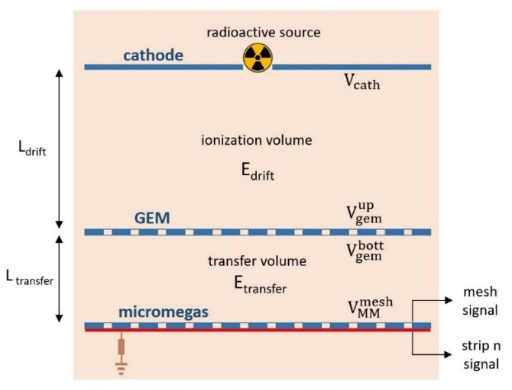 radioactive source
cathode
V_cath
L_drift
ionization volume
E_drift
GEM
V_gem^up
V_gem^bott
transfer volume
L_transfer
E_transfer
micromegas
V_MM^mesh
mesh
signal
strip n
signal